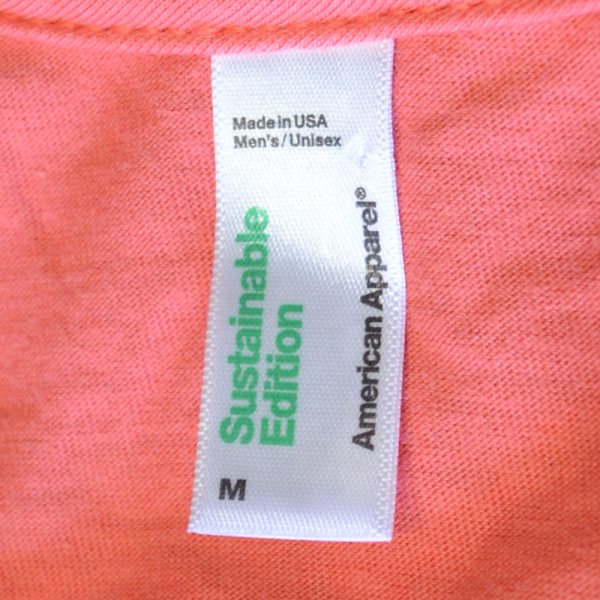 Made in USA
Men's/Unisex
Sustainable
Edition
American Apparel®
M